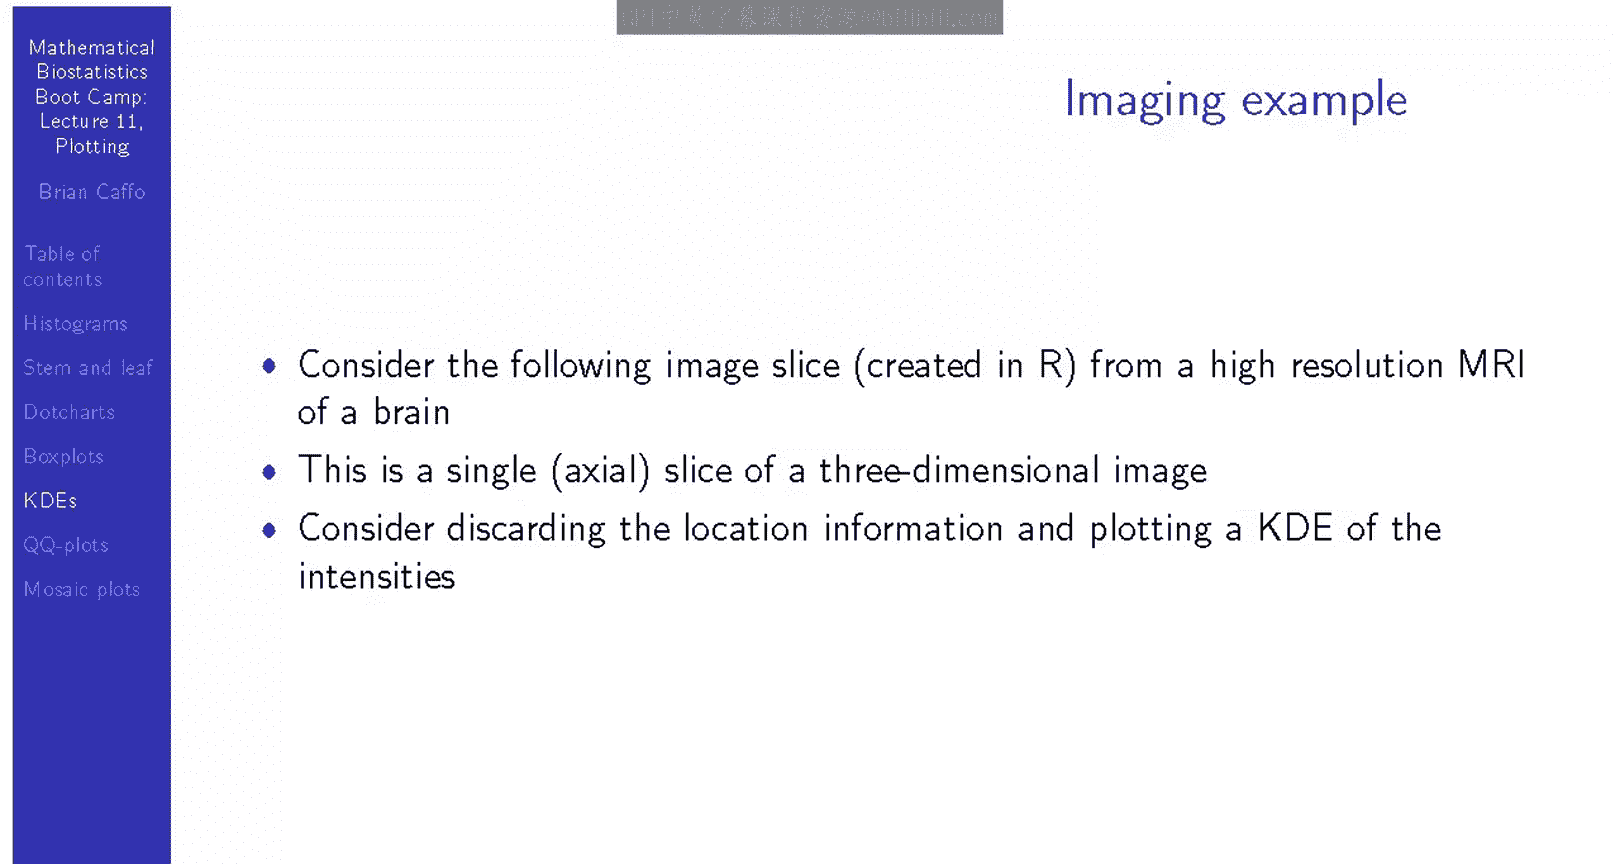 Mathematical
Biostatistics
Boot Camp:
Lecture 11,
Plotting
Brian Caffo
Table of
contents
Histograms
Stem and leaf
Dotcharts
Boxplots
KDEs
QQ-plots
Mosaic plots
Imaging example
• Consider the following image slice (created in R) from a high resolution MRI
of a brain
• This is a single (axial) slice of a three-dimensional image
• Consider discarding the location information and plotting a KDE of the
intensities